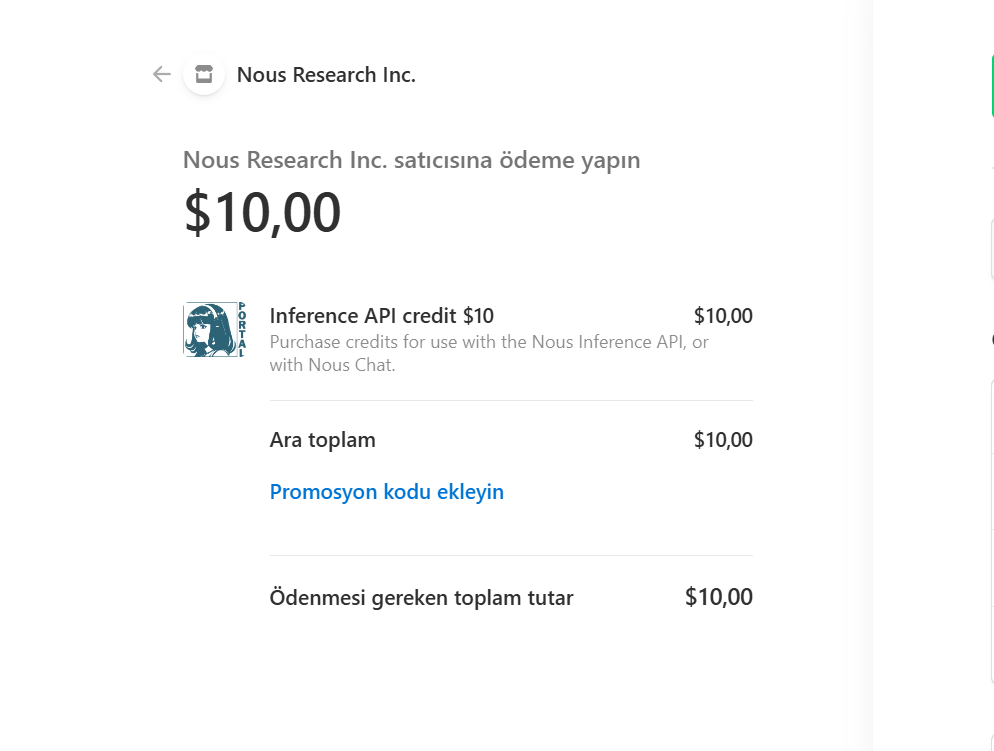 Nous Research Inc.
Nous Research Inc. satıcısına ödeme yapın
$10,00
PORTAL
Inference API credit $10 $10,00
Purchase credits for use with the Nous Inference API, or
with Nous Chat.
Ara toplam $10,00
Promosyon kodu ekleyin
Ödenmesi gereken toplam tutar $10,00